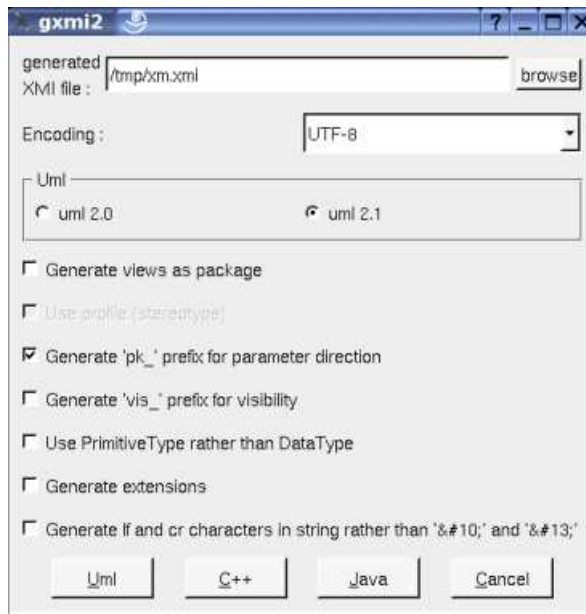 gxmi2
generated
XMI file :
/tmp/xm.xmi
browse
Encoding :
UTF-8
Uml
uml 2.0
uml 2.1
Generate views as package
Use profile (stereotype)
Generate 'pk_' prefix for parameter direction
Generate 'vis_' prefix for visibility
Use PrimitiveType rather than DataType
Generate extensions
Generate lf and cr characters in string rather than '&#10;' and '&#13;'
Uml
C++
Java
Cancel